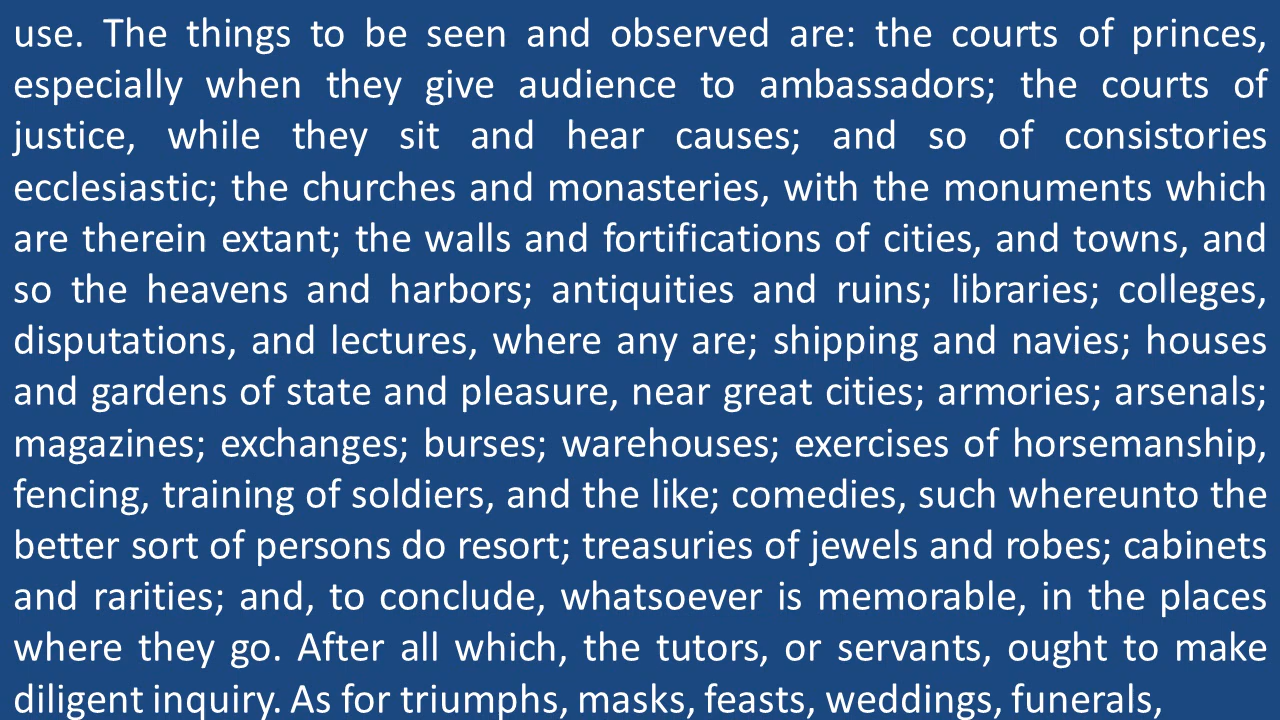 use. The things to be seen and observed are: the courts of princes,
especially when they give audience to ambassadors; the courts of
justice, while they sit and hear causes; and so of consistories
ecclesiastic; the churches and monasteries, with the monuments which
are therein extant; the walls and fortifications of cities, and towns, and
so the heavens and harbors; antiquities and ruins; libraries; colleges,
disputations, and lectures, where any are; shipping and navies; houses
and gardens of state and pleasure, near great cities; armories; arsenals;
magazines; exchanges; burses; warehouses; exercises of horsemanship,
fencing, training of soldiers, and the like; comedies, such whereunto the
better sort of persons do resort; treasuries of jewels and robes; cabinets
and rarities; and, to conclude, whatsoever is memorable, in the places
where they go. After all which, the tutors, or servants, ought to make
diligent inquiry. As for triumphs, masks, feasts, weddings, funerals,